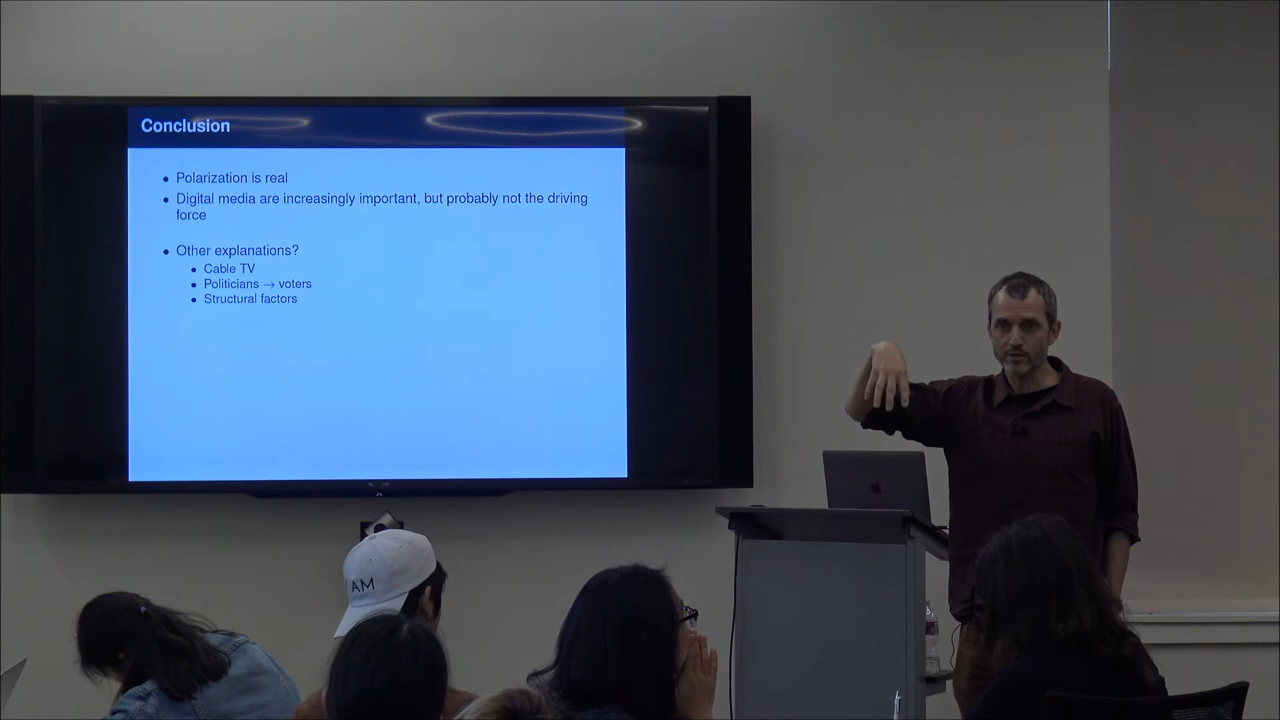 Conclusion
Polarization is real
Digital media are increasingly important, but probably not the driving
force
Other explanations?
Cable TV
Politicians → voters
Structural factors
AM